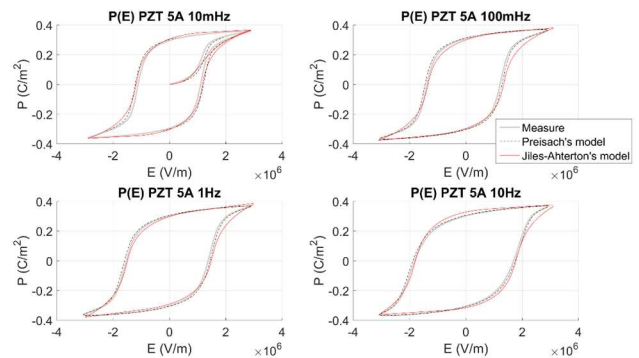 P(E) PZT 5A 10mHz
P (C/m²)
0.4
0.2
0
-0.2
-0.4
-4 -2 0 2 4
E (V/m)
×10⁶
P(E) PZT 5A 100mHz
P (C/m²)
0.4
0.2
0
-0.2
-0.4
-4 -2 0 2 4
E (V/m)
×10⁶
Measure
Preisach's model
Jiles-Ahterton's model
P(E) PZT 5A 1Hz
P (C/m²)
0.4
0.2
0
-0.2
-0.4
-4 -2 0 2 4
E (V/m)
×10⁶
P(E) PZT 5A 10Hz
P (C/m²)
0.4
0.2
0
-0.2
-0.4
-4 -2 0 2 4
E (V/m)
×10⁶